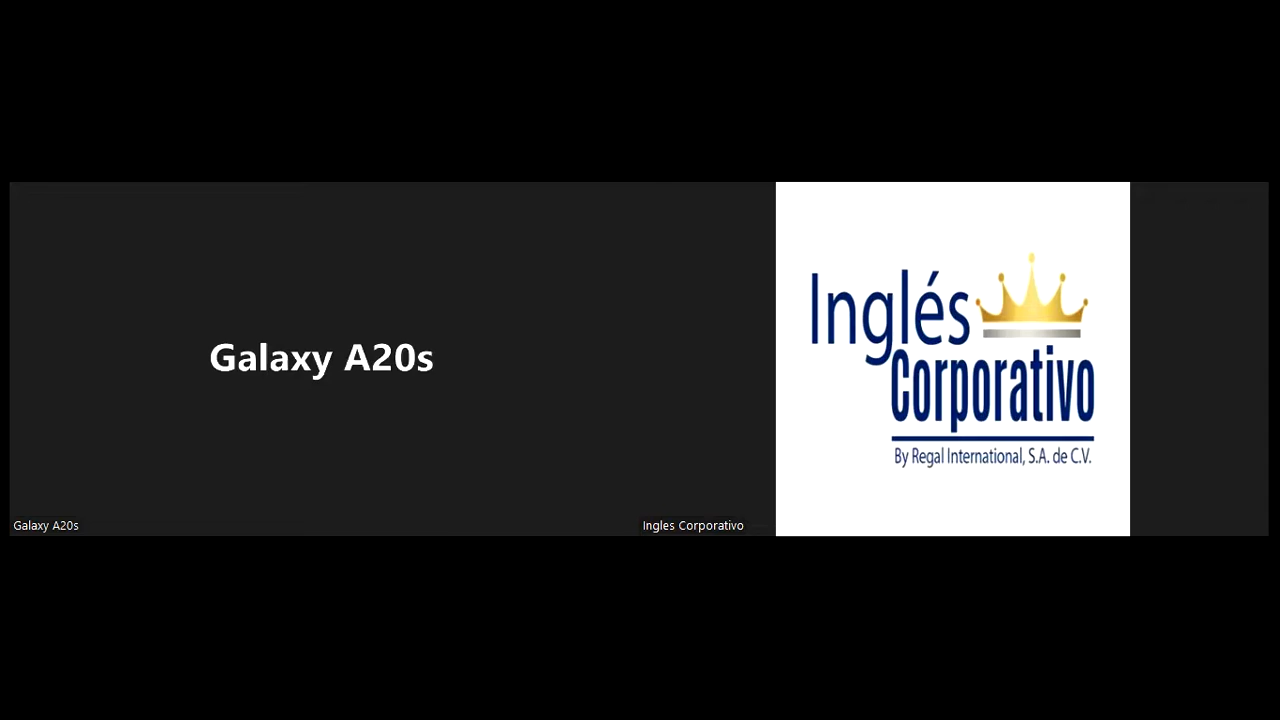 Galaxy A20s
Galaxy A20s
Inglés
Corporativo
By Regal International, S.A. de C.V.
Ingles Corporativo